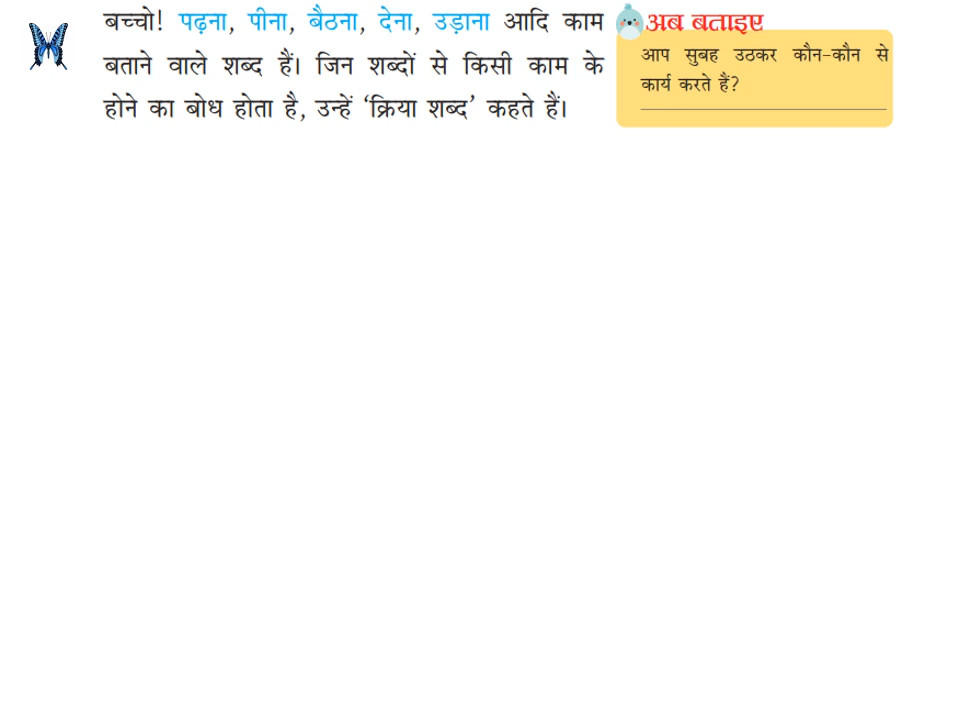 बच्चो! पढ़ना, पीना, बैठना, देना, उड़ाना आदि काम
बताने वाले शब्द हैं। जिन शब्दों से किसी काम के
होने का बोध होता है, उन्हें ‘क्रिया शब्द’ कहते हैं।
अब बताइए
आप सुबह उठकर कौन-कौन से
कार्य करते हैं?